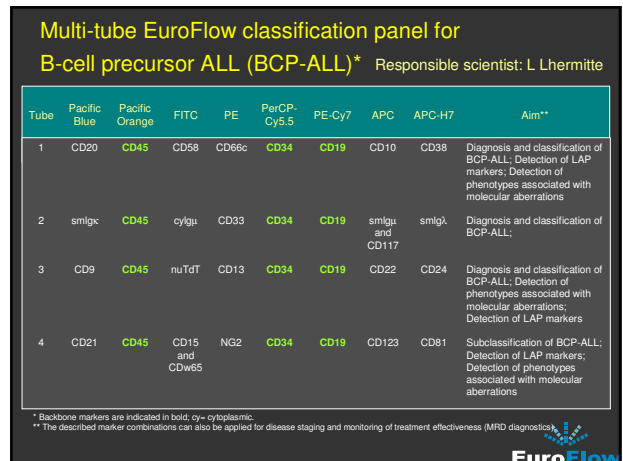 Multi-tube EuroFlow classification panel for
B-cell precursor ALL (BCP-ALL)* Responsible scientist: L Lhermitte
Tube Pacific Blue Pacific Orange FITC PE PerCP-Cy5.5 PE-Cy7 APC APC-H7 Aim**
1 CD20 CD45 CD58 CD66c CD34 CD19 CD10 CD38 Diagnosis and classification of
BCP-ALL; Detection of LAP
markers; Detection of
phenotypes associated with
molecular aberrations
2 smIgκ CD45 cyIgμ CD33 CD34 CD19 smIgμ and CD117 smIgλ Diagnosis and classification of
BCP-ALL;
3 CD9 CD45 nuTdT CD13 CD34 CD19 CD22 CD24 Diagnosis and classification of
BCP-ALL; Detection of
phenotypes associated with
molecular aberrations;
Detection of LAP markers
4 CD21 CD45 CD15 and CDw65 NG2 CD34 CD19 CD123 CD81 Subclassification of BCP-ALL;
Detection of LAP markers;
Detection of phenotypes
associated with molecular
aberrations
* Backbone markers are indicated in bold; cy= cytoplasmic.
** The described marker combinations can also be applied for disease staging and monitoring of treatment effectiveness (MRD diagnostics).
EuroFlow